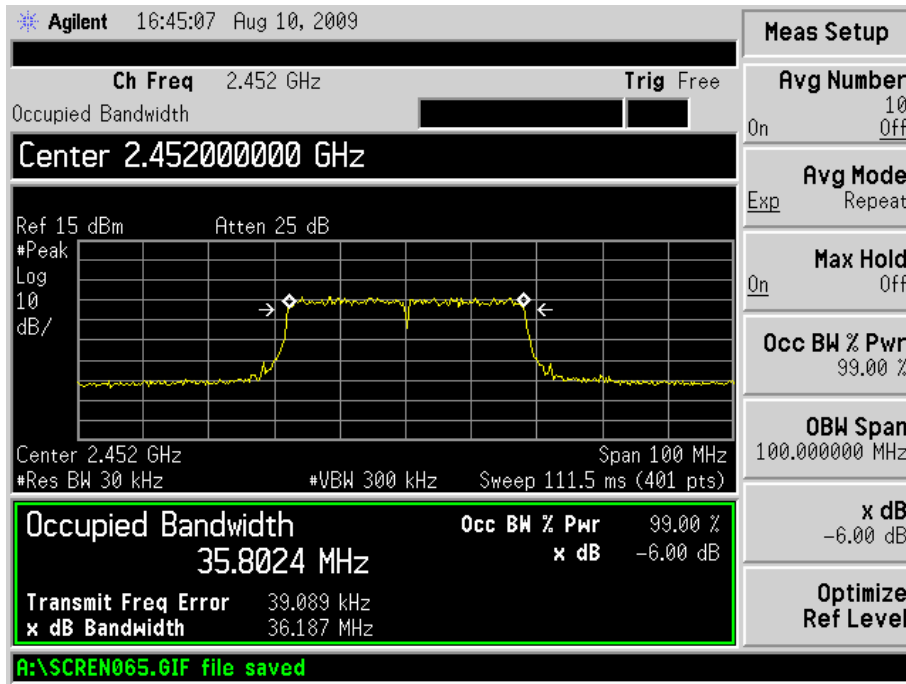 Agilent 16:45:07 Aug 10, 2009
Meas Setup
Ch Freq 2.452 GHz Trig Free
Occupied Bandwidth
Center 2.452000000 GHz
Ref 15 dBm Atten 25 dB
#Peak
Log
10
dB/
Center 2.452 GHz Span 100 MHz
#Res BW 30 kHz #VBW 300 kHz Sweep 111.5 ms (401 pts)
Occupied Bandwidth Occ BW % Pwr 99.00 %
35.8024 MHz x dB -6.00 dB
Transmit Freq Error 39.089 kHz
x dB Bandwidth 36.187 MHz
A:\SCREN065.GIF file saved
Avg Number
10
On Off
Avg Mode
Exp Repeat
Max Hold
On Off
Occ BW % Pwr
99.00 %
OBW Span
100.000000 MHz
x dB
-6.00 dB
Optimize
Ref Level